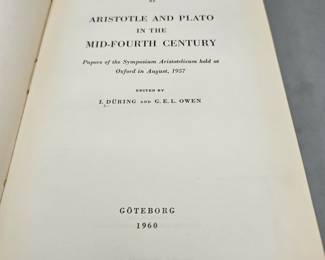 ARISTOTLE AND PLATO
IN THE
MID-FOURTH CENTURY
Papers of the Symposium Aristotelicum held at
Oxford in August, 1957
EDITED BY
I. DÜRING AND G.E.L. OWEN
GÖTEBORG
1960